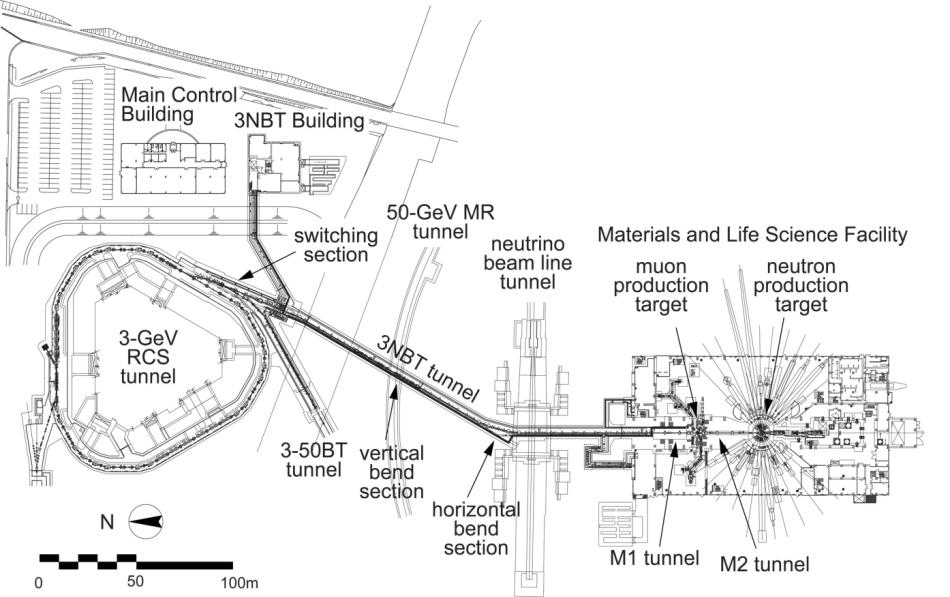 Main Control
Building
3NBT Building
50-GeV MR
tunnel
switching
section
neutrino
beam line
tunnel
Materials and Life Science Facility
muon
production
target
neutron
production
target
3-GeV
RCS
tunnel
3NBT tunnel
3-50BT
tunnel
vertical
bend
section
horizontal
bend
section
M1 tunnel
M2 tunnel
N
0
50
100m